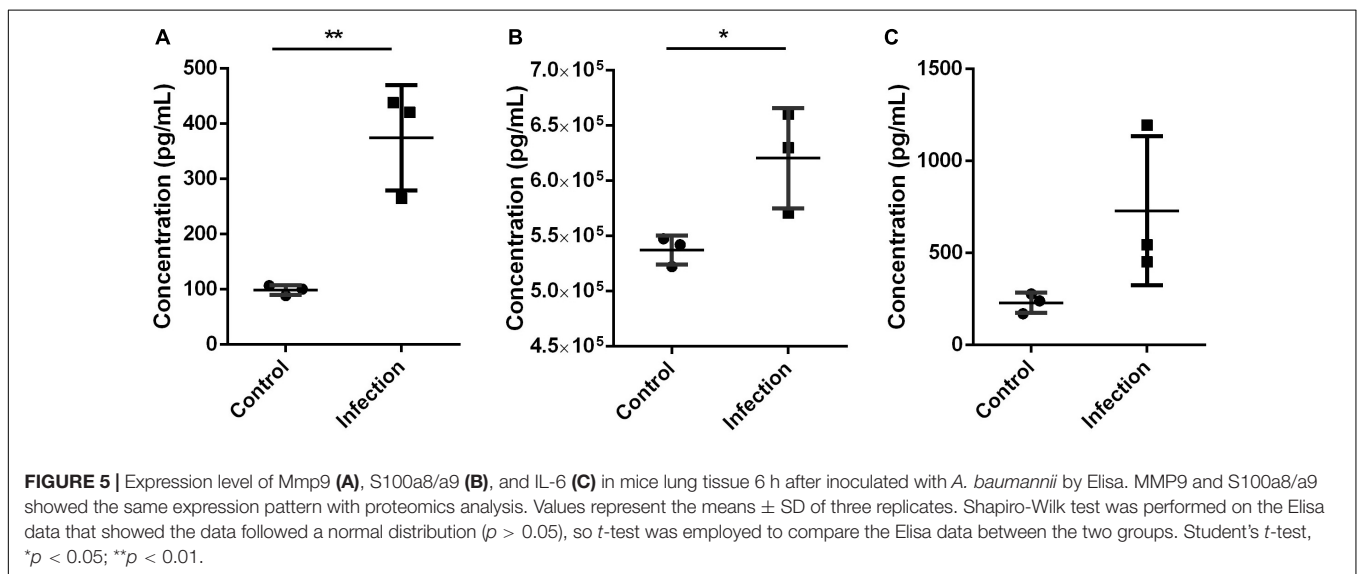 A
**
Concentration (pg/mL)
500
400
300
200
100
0
Control
Infection
B
*
Concentration (pg/mL)
7.0×10⁵
6.5×10⁵
6.0×10⁵
5.5×10⁵
5.0×10⁵
4.5×10⁵
Control
Infection
C
Concentration (pg/mL)
1500
1000
500
0
Control
Infection
FIGURE 5 | Expression level of Mmp9 (A), S100a8/a9 (B), and IL-6 (C) in mice lung tissue 6 h after inoculated with A. baumannii by Elisa. MMP9 and S100a8/a9
showed the same expression pattern with proteomics analysis. Values represent the means ± SD of three replicates. Shapiro-Wilk test was performed on the Elisa
data that showed the data followed a normal distribution (p > 0.05), so t-test was employed to compare the Elisa data between the two groups. Student's t-test,
*p < 0.05; **p < 0.01.